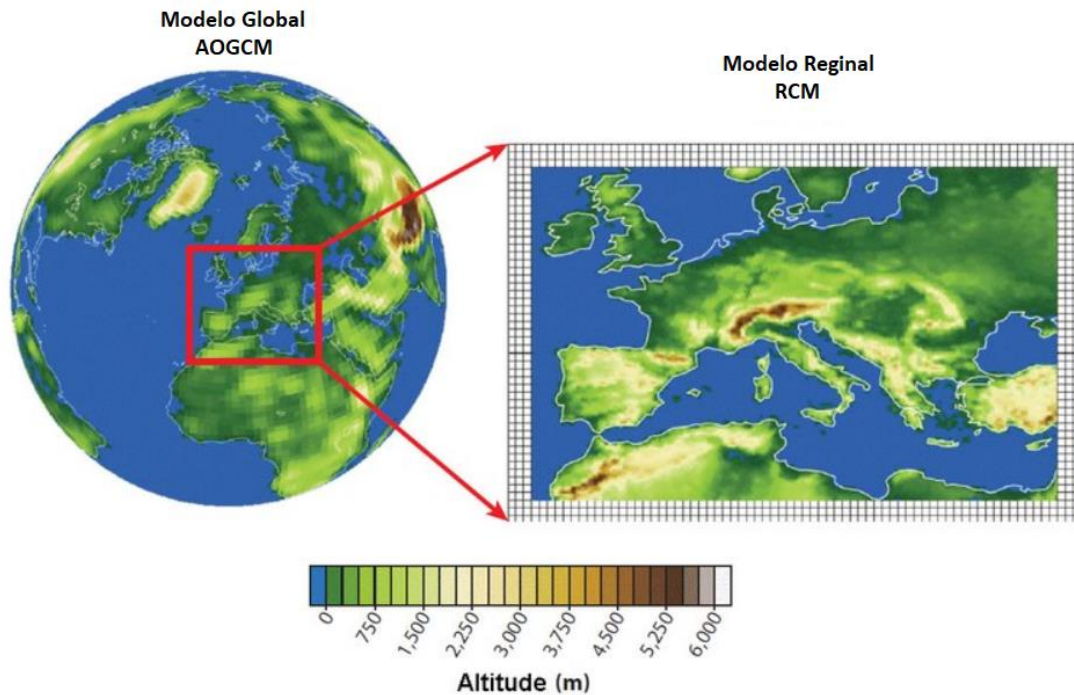 Modelo Global
AOGCM
Modelo Reginal
RCM
0
750
1,500
2,250
3,000
3,750
4,500
5,250
6,000
Altitude (m)